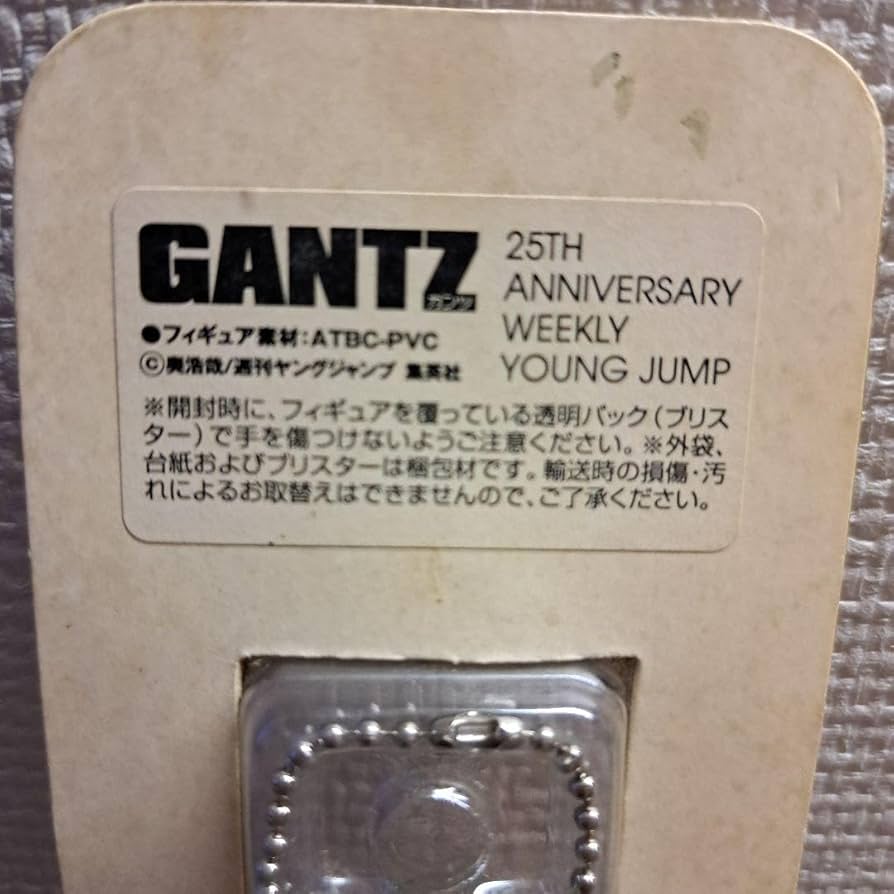 GANTZ
ガンツ
25TH
ANNIVERSARY
WEEKLY
YOUNG JUMP
●フィギュア素材:ATBC-PVC
©奥浩哉/週刊ヤングジャンプ 集英社
※開封時に、フィギュアを覆っている透明パック(ブリス
ター)で手を傷つけないようご注意ください。※外袋、
台紙およびブリスターは梱包材です。輸送時の損傷・汚
れによるお取替えはできませんので、ご了承ください。